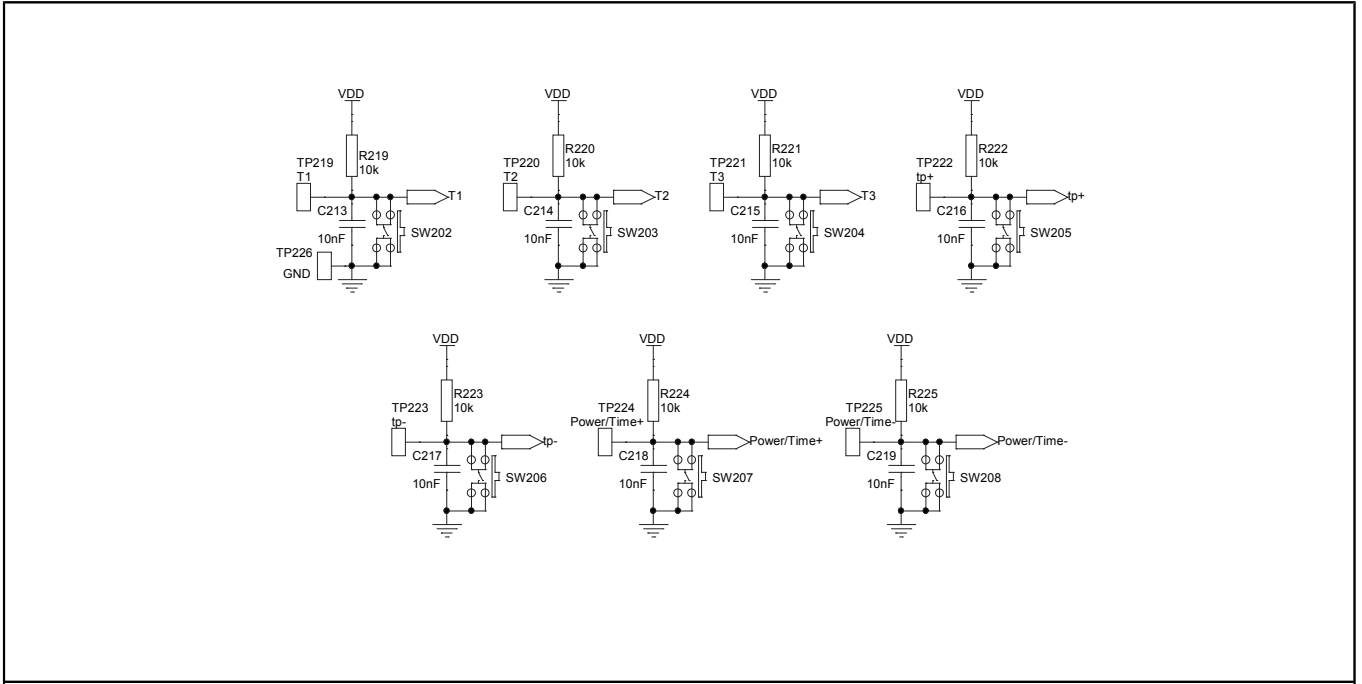 VDD
R219
10k
TP219
T1
T1
C213
10nF
SW202
TP226
GND
VDD
R220
10k
TP220
T2
T2
C214
10nF
SW203
VDD
R221
10k
TP221
T3
T3
C215
10nF
SW204
VDD
R222
10k
TP222
tp+
tp+
C216
10nF
SW205
VDD
R223
10k
TP223
tp-
tp-
C217
10nF
SW206
VDD
R224
10k
TP224
Power/Time+
Power/Time+
C218
10nF
SW207
VDD
R225
10k
TP225
Power/Time-
Power/Time-
C219
10nF
SW208